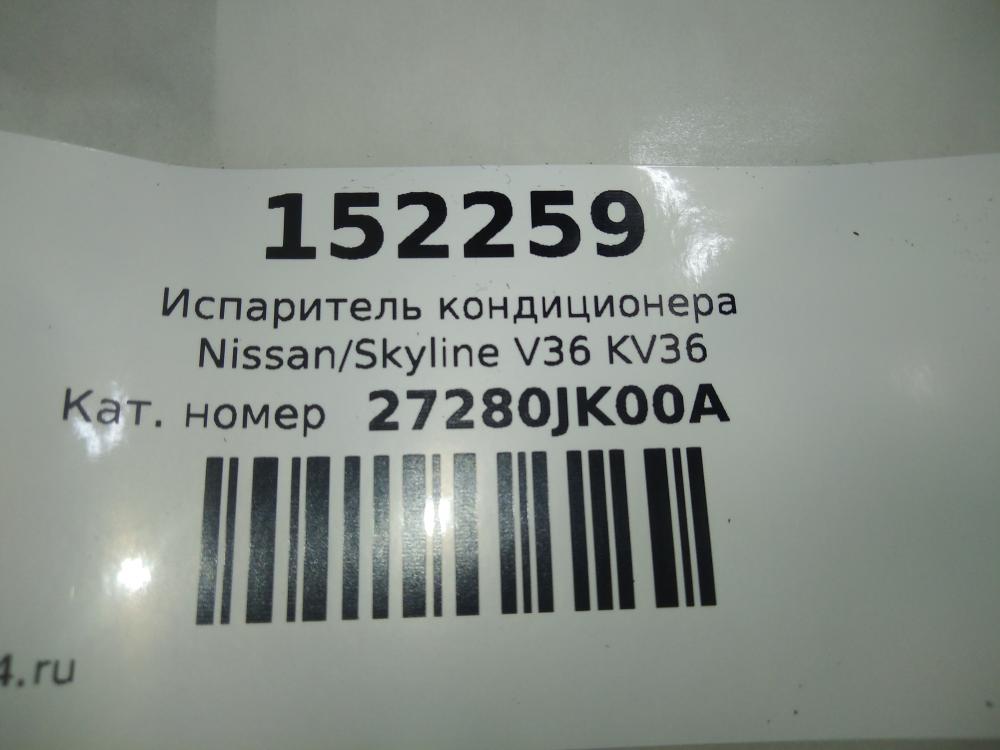 152259
Испаритель кондиционера
Nissan/Skyline V36 KV36
Кат. номер 27280JK00A
4.ru